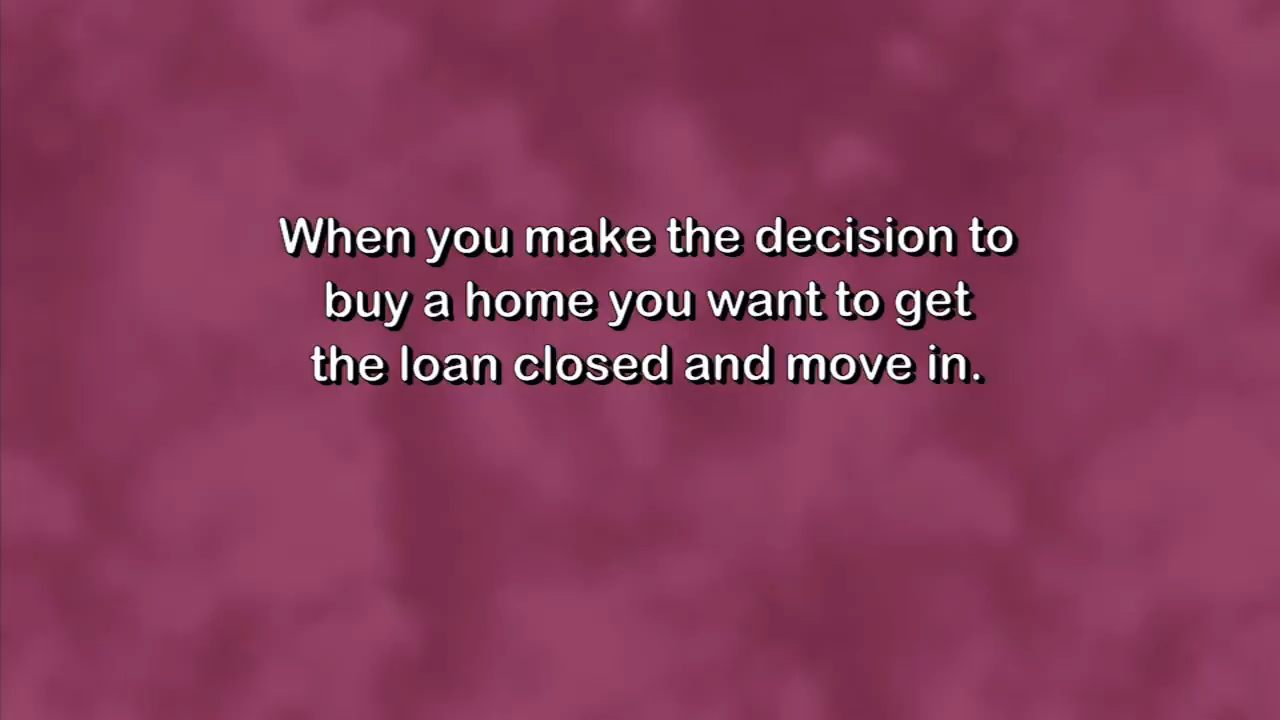 When you make the decision to
buy a home you want to get
the loan closed and move in.